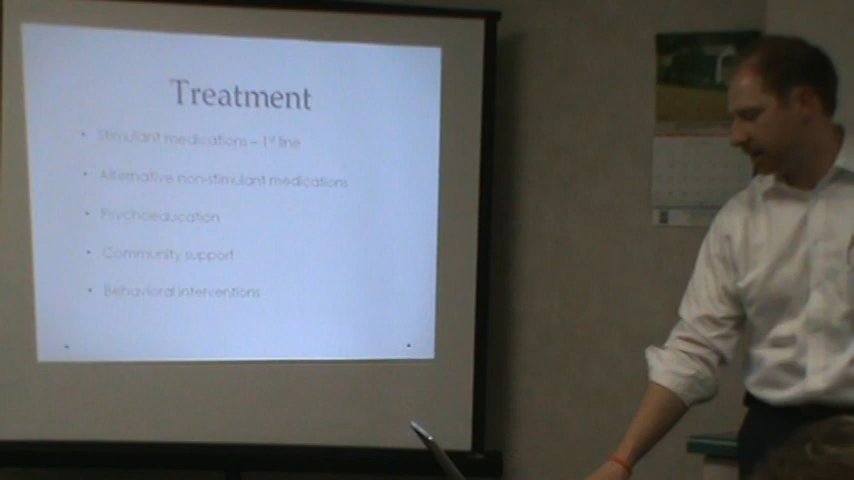 Treatment
• Stimulant medications – 1st line
• Alternative non-stimulant medications
• Psychoeducation
• Community support
• Behavioral interventions